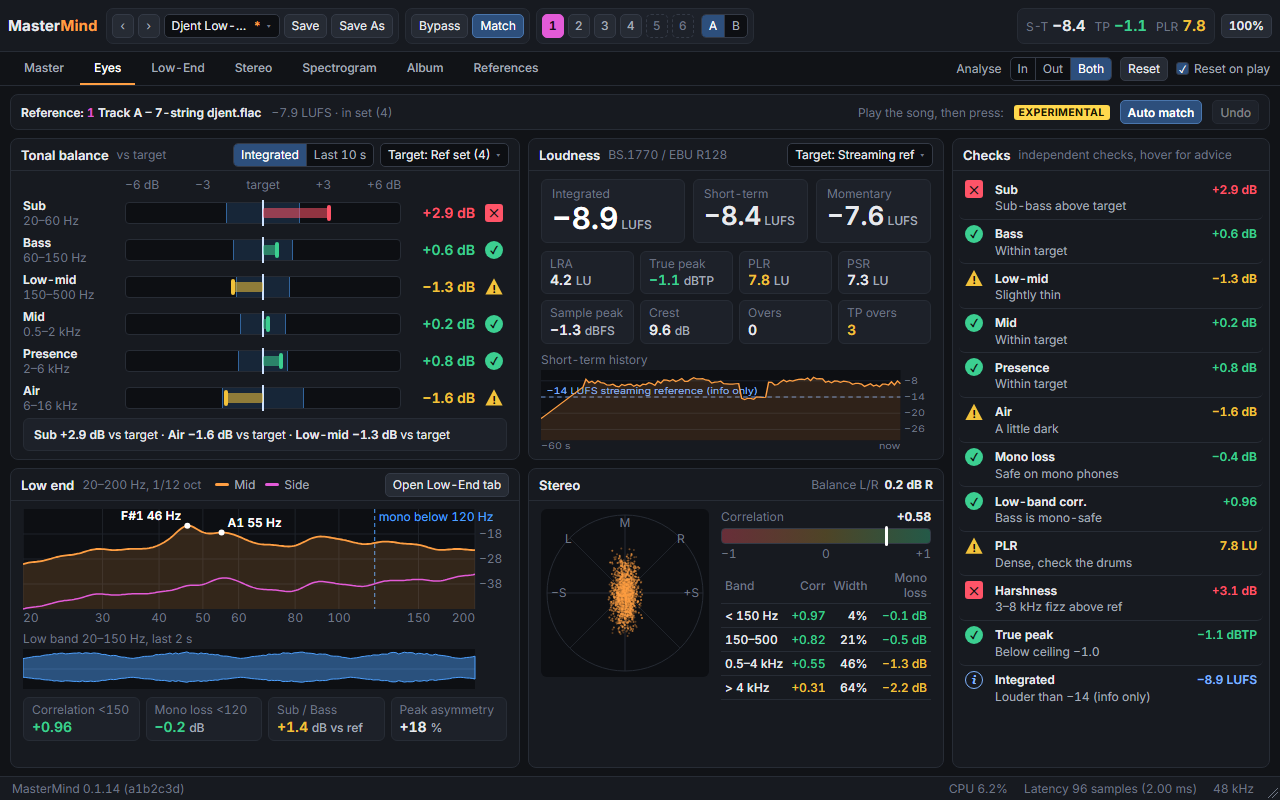 MasterMind ‹ › Djent Low-... * Save Save As Bypass Match 1 2 3 4 5 6 A B S-T −8.4 TP −1.1 PLR 7.8 100%
Master Eyes Low-End Stereo Spectrogram Album References Analyse In Out Both Reset Reset on play
Reference: 1 Track A – 7-string djent.flac −7.9 LUFS · in set (4) Play the song, then press: EXPERIMENTAL Auto match Undo
Tonal balance vs target Integrated Last 10 s Target: Ref set (4)
−6 dB −3 target +3 +6 dB
Sub
20–60 Hz
+2.9 dB
Bass
60–150 Hz
+0.6 dB
Low-mid
150–500 Hz
−1.3 dB
Mid
0.5–2 kHz
+0.2 dB
Presence
2–6 kHz
+0.8 dB
Air
6–16 kHz
−1.6 dB
Sub +2.9 dB vs target · Air −1.6 dB vs target · Low-mid −1.3 dB vs target
Loudness BS.1770 / EBU R128 Target: Streaming ref
Integrated
−8.9 LUFS
Short-term
−8.4 LUFS
Momentary
−7.6 LUFS
LRA
4.2 LU
True peak
−1.1 dBTP
PLR
7.8 LU
PSR
7.3 LU
Sample peak
−1.3 dBFS
Crest
9.6 dB
Overs
0
TP overs
3
Short-term history
−14 LUFS streaming reference (info only)
−8
−14
−20
−26
−60 s now
Checks independent checks, hover for advice
Sub +2.9 dB
Sub-bass above target
Bass +0.6 dB
Within target
Low-mid −1.3 dB
Slightly thin
Mid +0.2 dB
Within target
Presence +0.8 dB
Within target
Air −1.6 dB
A little dark
Mono loss −0.4 dB
Safe on mono phones
Low-band corr. +0.96
Bass is mono-safe
PLR 7.8 LU
Dense, check the drums
Harshness +3.1 dB
3–8 kHz fizz above ref
True peak −1.1 dBTP
Below ceiling −1.0
Integrated −8.9 LUFS
Louder than −14 (info only)
Low end 20–200 Hz, 1/12 oct Mid Side Open Low-End tab
F#1 46 Hz A1 55 Hz mono below 120 Hz
−18
−28
−38
20 30 40 50 60 80 100 150 200
Low band 20–150 Hz, last 2 s
Correlation <150
+0.96
Mono loss <120
−0.2 dB
Sub / Bass
+1.4 dB vs ref
Peak asymmetry
+18 %
Stereo Balance L/R 0.2 dB R
M
L R
−S +S
Correlation +0.58
−1 0 +1
Band Corr Width Mono loss
< 150 Hz +0.97 4% −0.1 dB
150–500 +0.82 21% −0.5 dB
0.5–4 kHz +0.55 46% −1.3 dB
> 4 kHz +0.31 64% −2.2 dB
MasterMind 0.1.14 (a1b2c3d) CPU 6.2% Latency 96 samples (2.00 ms) 48 kHz